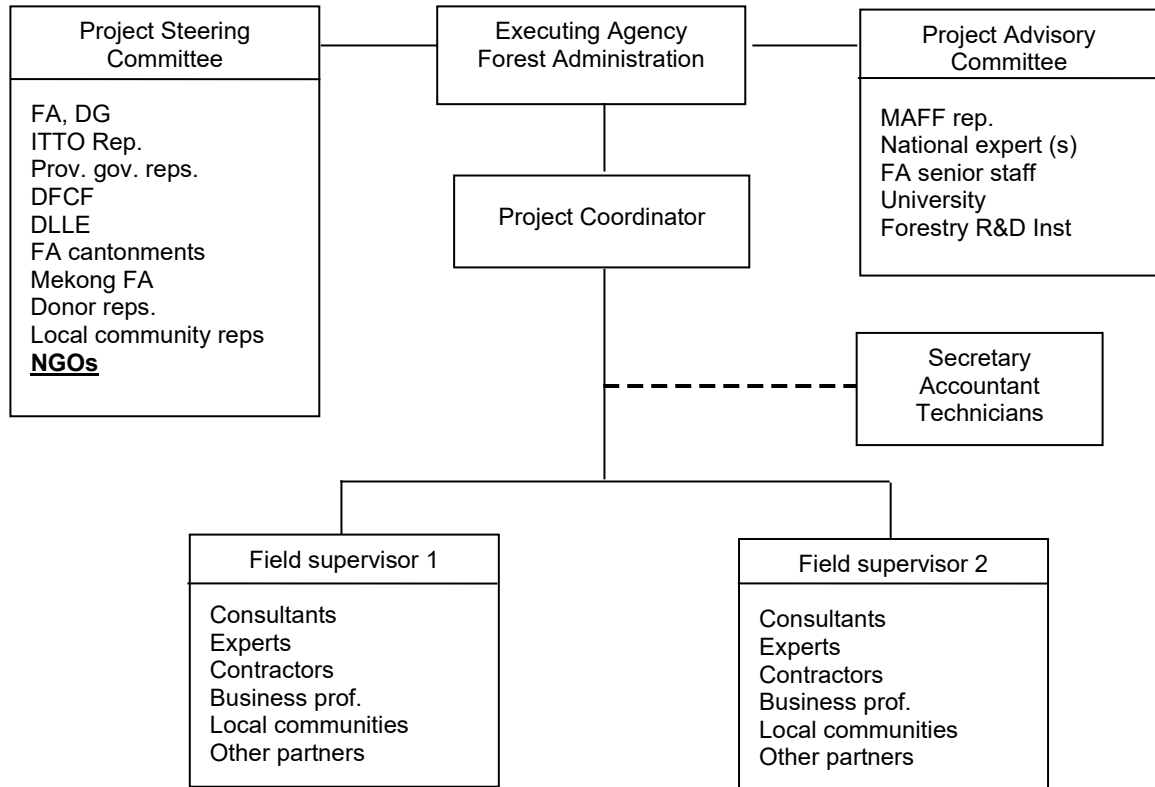 Project Steering
Committee
FA, DG
ITTO Rep.
Prov. gov. reps.
DFCF
DLLE
FA cantonments
Mekong FA
Donor reps.
Local community reps
NGOs
Executing Agency
Forest Administration
Project Advisory
Committee
MAFF rep.
National expert (s)
FA senior staff
University
Forestry R&D Inst
Project Coordinator
Secretary
Accountant
Technicians
Field supervisor 1
Consultants
Experts
Contractors
Business prof.
Local communities
Other partners
Field supervisor 2
Consultants
Experts
Contractors
Business prof.
Local communities
Other partners